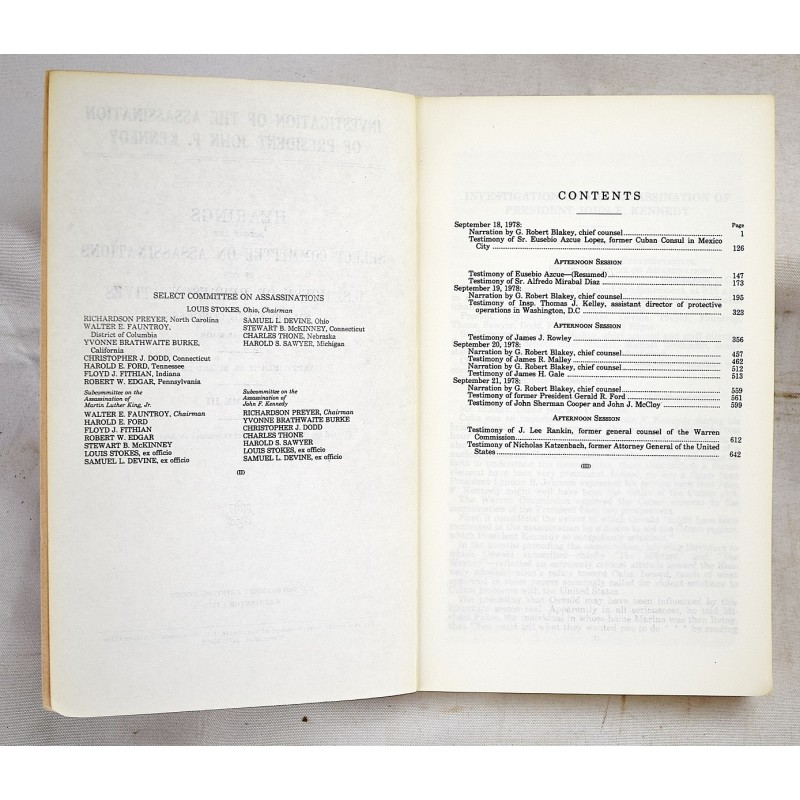 SELECT COMMITTEE ON ASSASSINATIONS
LOUIS STOKES, Ohio, Chairman
RICHARDSON PREYER, North Carolina
WALTER E. FAUNTROY,
District of Columbia
YVONNE BRATHWAITE BURKE,
California
CHRISTOPHER J. DODD, Connecticut
HAROLD E. FORD, Tennessee
FLOYD J. FITHIAN, Indiana
ROBERT W. EDGAR, Pennsylvania
SAMUEL L. DEVINE, Ohio
STEWART B. McKINNEY, Connecticut
CHARLES THONE, Nebraska
HAROLD S. SAWYER, Michigan
Subcommittee on the
Assassination of
Martin Luther King, Jr.
WALTER E. FAUNTROY, Chairman
HAROLD E. FORD
FLOYD J. FITHIAN
ROBERT W. EDGAR
STEWART B. McKINNEY
LOUIS STOKES, ex officio
SAMUEL L. DEVINE, ex officio
Subcommittee on the
Assassination of
John F. Kennedy
RICHARDSON PREYER, Chairman
YVONNE BRATHWAITE BURKE
CHRISTOPHER J. DODD
CHARLES THONE
HAROLD S. SAWYER
LOUIS STOKES, ex officio
SAMUEL L. DEVINE, ex officio
(II)
CONTENTS
September 18, 1978: Page
Narration by G. Robert Blakey, chief counsel 1
Testimony of Sr. Eusebio Azcue Lopez, former Cuban Consul in Mexico
City 126
AFTERNOON SESSION
Testimony of Eusebio Azcue—(Resumed) 147
Testimony of Sr. Alfredo Mirabal Diaz 173
September 19, 1978:
Narration by G. Robert Blakey, chief counsel 195
Testimony of Insp. Thomas J. Kelley, assistant director of protective
operations in Washington, D.C 323
AFTERNOON SESSION
Testimony of James J. Rowley 356
September 20, 1978:
Narration by G. Robert Blakey, chief counsel 457
Testimony of James R. Malley 462
Narration by G. Robert Blakey, chief counsel 512
Testimony of James H. Gale 513
September 21, 1978:
Narration by G. Robert Blakey, chief counsel 559
Testimony of former President Gerald R. Ford 561
Testimony of John Sherman Cooper and John J. McCloy 599
AFTERNOON SESSION
Testimony of J. Lee Rankin, former general counsel of the Warren
Commission 612
Testimony of Nicholas Katzenbach, former Attorney General of the United
States 642
(III)